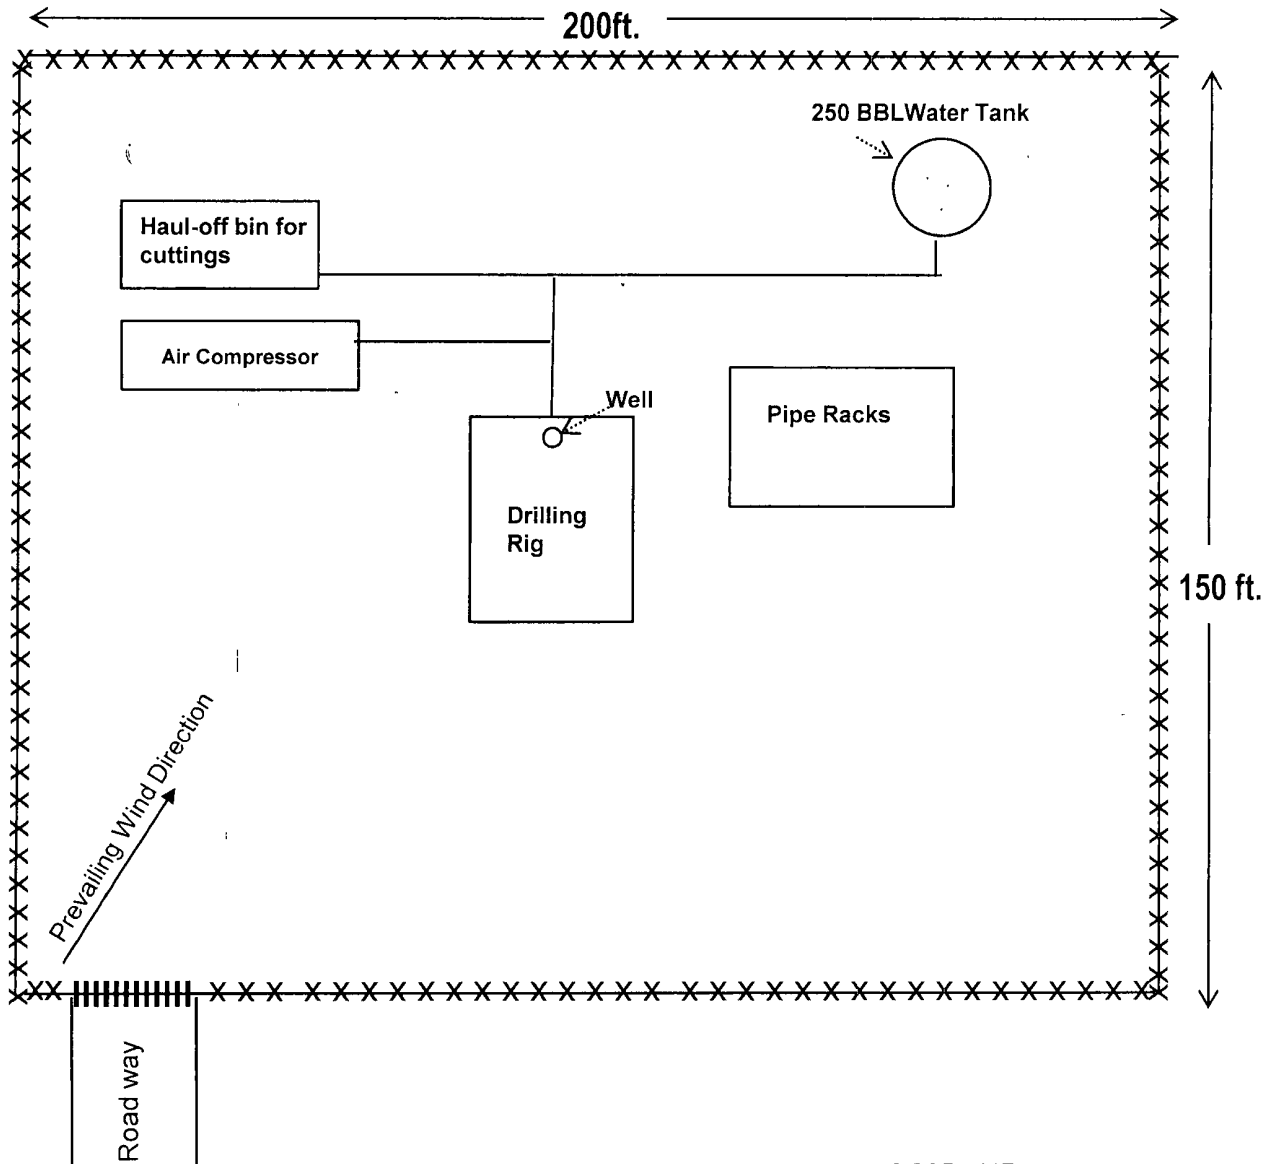 200ft.
250 BBLWater Tank
Haul-off bin for
cuttings
Air Compressor
Well
Pipe Racks
Drilling
Rig
150 ft.
Prevailing Wind Direction
Road way